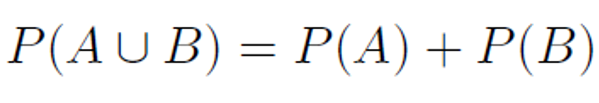 P(A ∪ B) = P(A) + P(B)